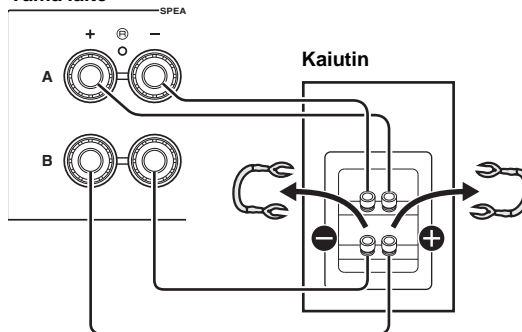 SPEA
+ R −
Kaiutin
A
B
− +